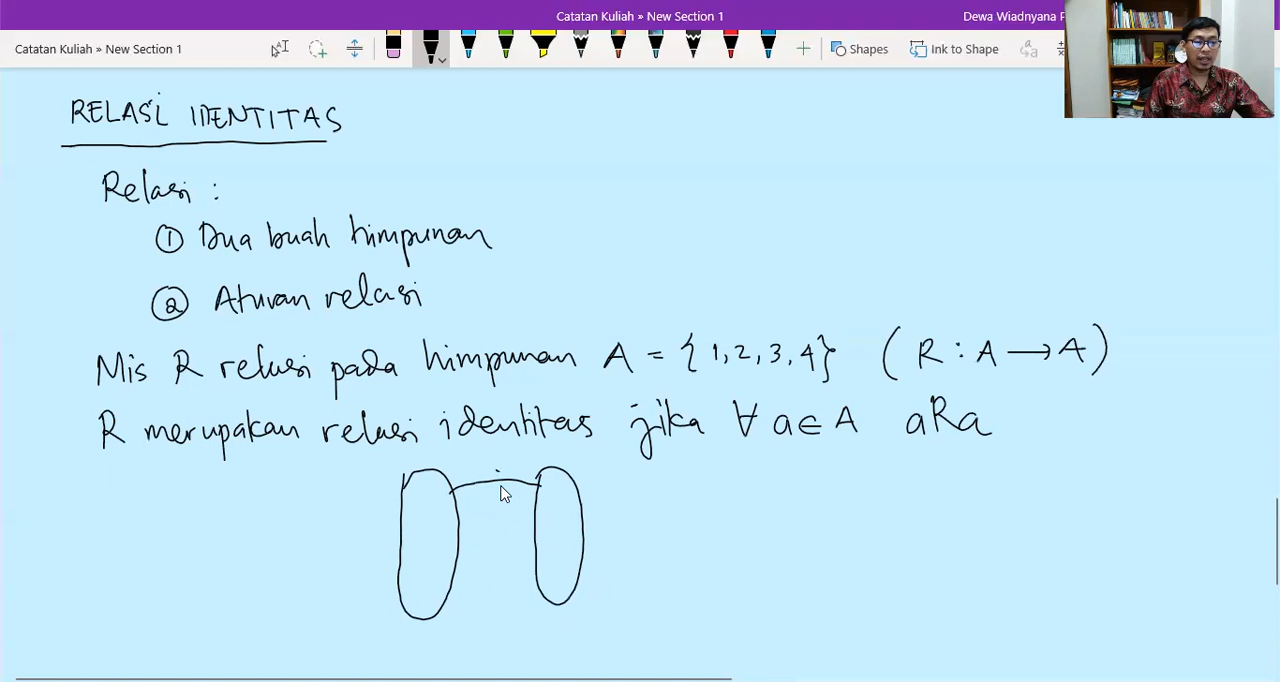 Catatan Kuliah » New Section 1
Dewa Wiadnyana
Catatan Kuliah » New Section 1
Shapes
Ink to Shape
RELASI IDENTITAS
Relasi :
① Dua buah himpunan
② Aturan relasi
Mis R relasi pada himpunan A = {1, 2, 3, 4} ( R : A → A )
R merupakan relasi identitas jika ∀ a ∈ A aRa